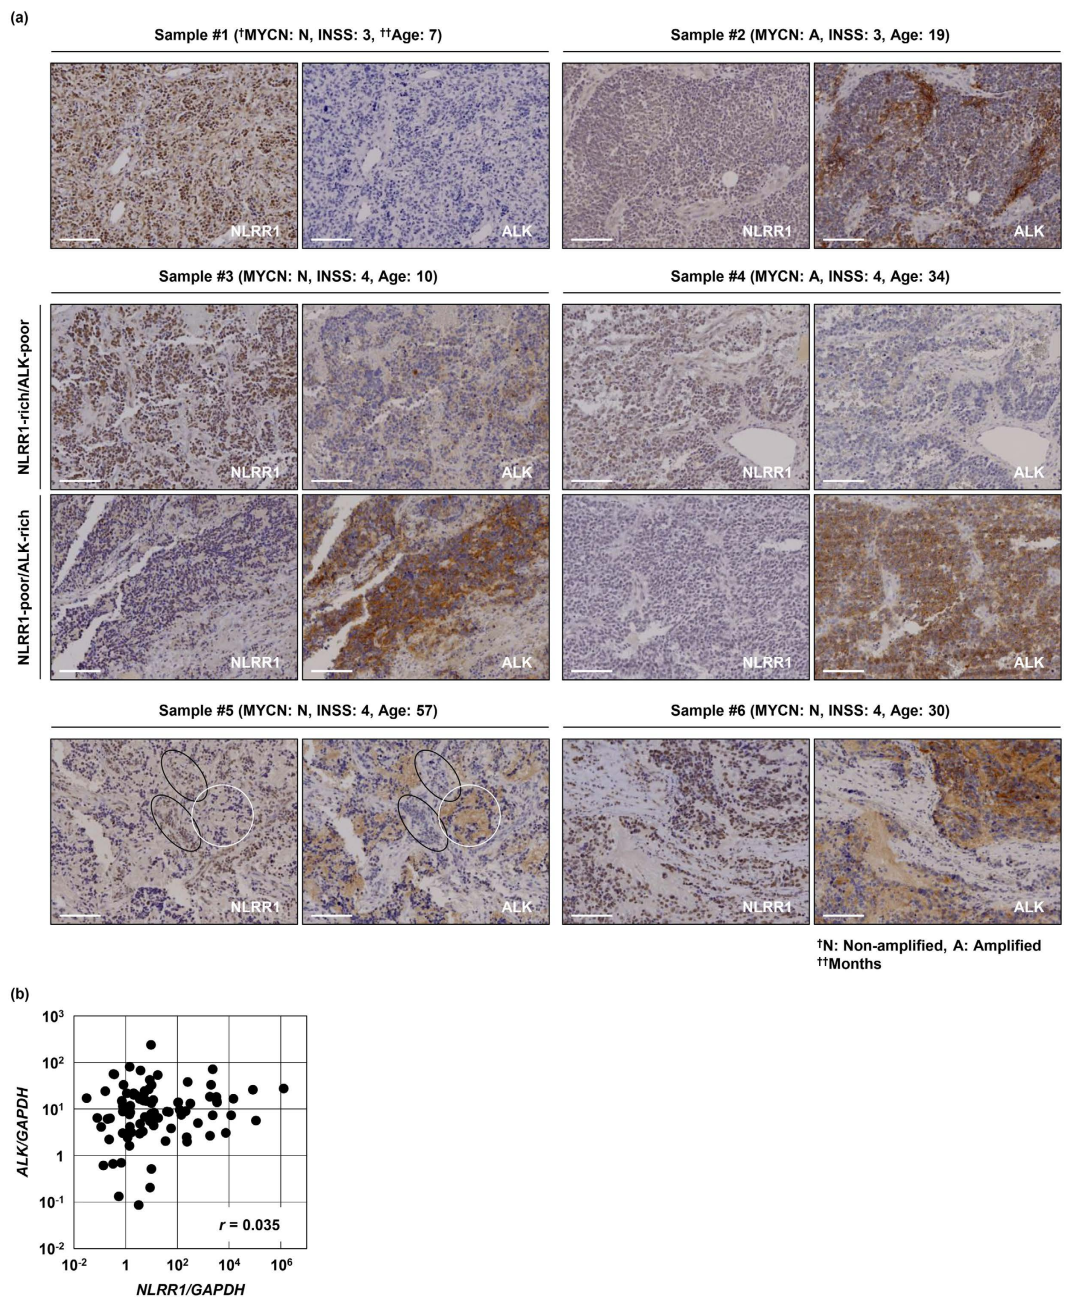 (a)
Sample #1 (†MYCN: N, INSS: 3, ††Age: 7)
Sample #2 (MYCN: A, INSS: 3, Age: 19)
NLRR1
ALK
NLRR1
ALK
Sample #3 (MYCN: N, INSS: 4, Age: 10)
Sample #4 (MYCN: A, INSS: 4, Age: 34)
NLRR1-rich/ALK-poor
NLRR1
ALK
NLRR1
ALK
NLRR1-poor/ALK-rich
NLRR1
ALK
NLRR1
ALK
Sample #5 (MYCN: N, INSS: 4, Age: 57)
Sample #6 (MYCN: N, INSS: 4, Age: 30)
NLRR1
ALK
NLRR1
ALK
†N: Non-amplified, A: Amplified
††Months
(b)
10³
10²
10¹
1
10⁻¹
10⁻²
ALK/GAPDH
r = 0.035
10⁻² 1 10² 10⁴ 10⁶
NLRR1/GAPDH